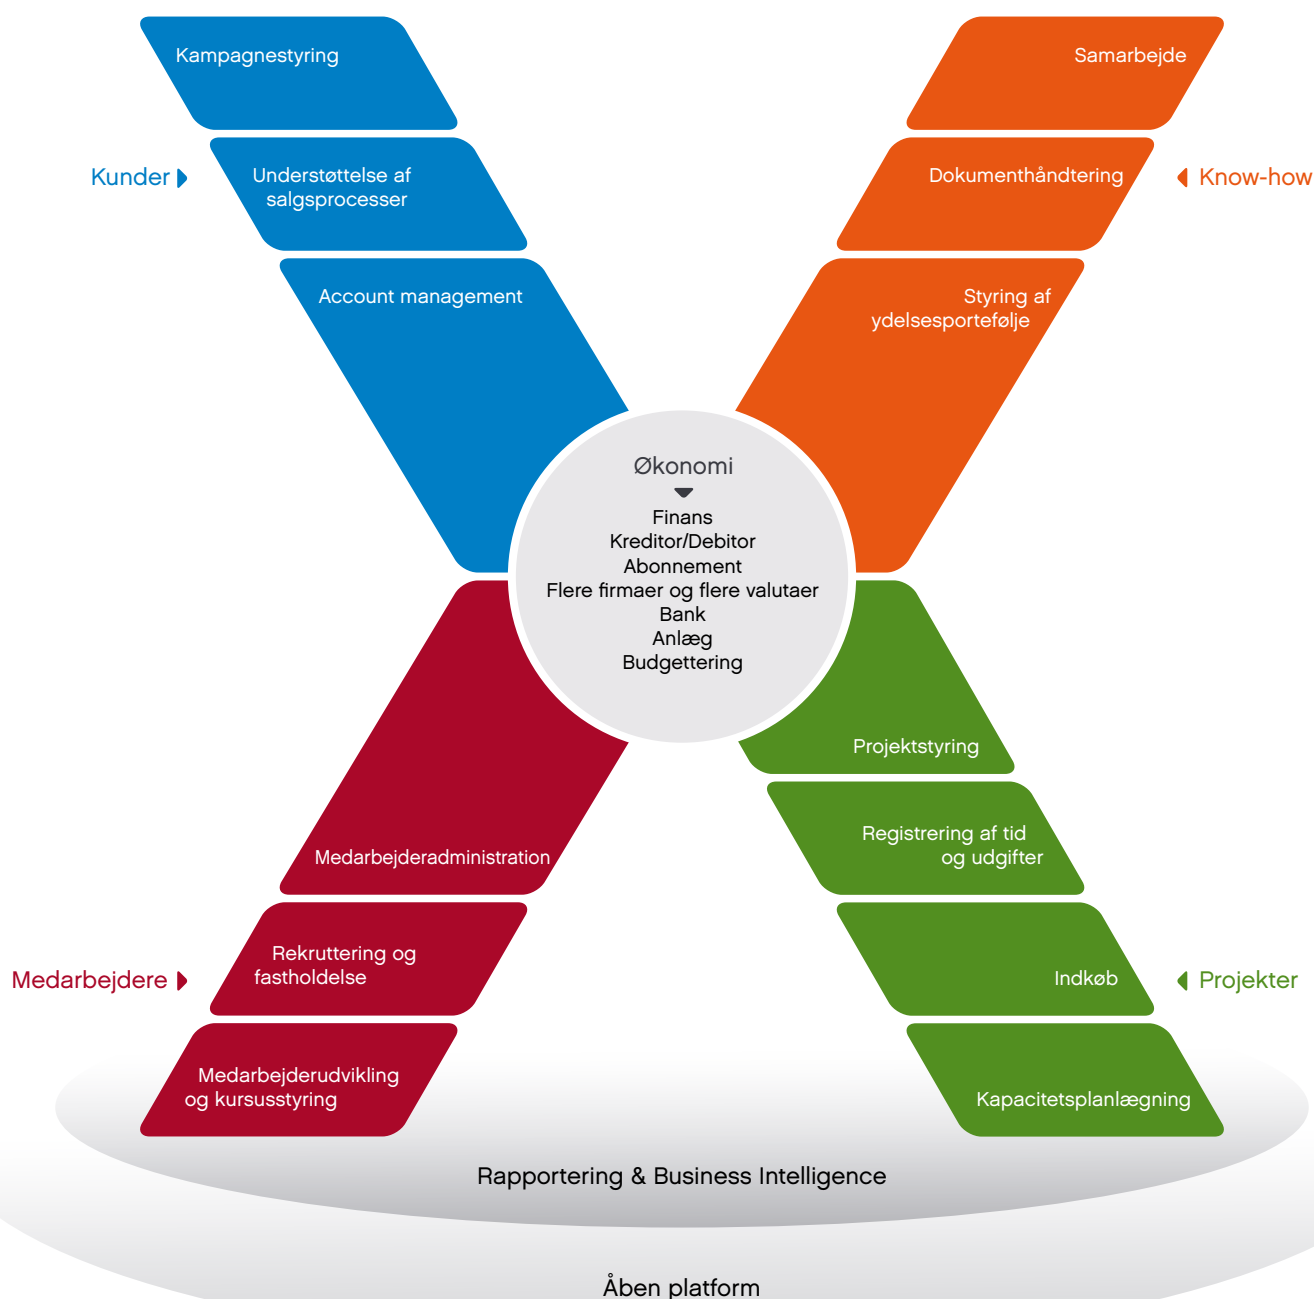 Kampagnestyring
Kunder
Understøttelse af
salgsprocesser
Account management
Samarbejde
Dokumenthåndtering
Know-how
Styring af
ydelsesportefølje
Økonomi
Finans
Kreditor/Debitor
Abonnement
Flere firmaer og flere valutaer
Bank
Anlæg
Budgettering
Medarbejderadministration
Medarbejdere
Rekruttering og
fastholdelse
Medarbejderudvikling
og kursusstyring
Projektstyring
Registrering af tid
og udgifter
Indkøb
Projekter
Kapacitetsplanlægning
Rapportering & Business Intelligence
Åben platform